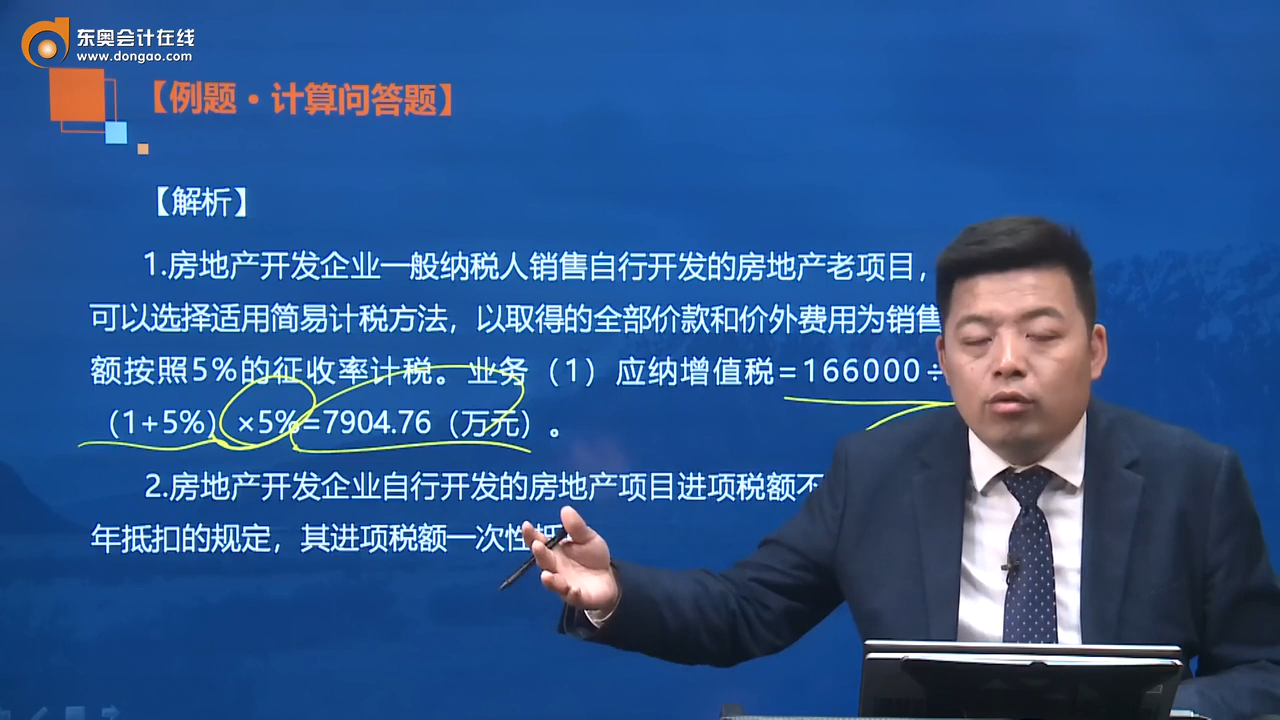 东奥会计在线
www.dongao.com
【例题·计算问答题】
【解析】
1.房地产开发企业一般纳税人销售自行开发的房地产老项目，
可以选择适用简易计税方法，以取得的全部价款和价外费用为销售
额按照5%的征收率计税。业务（1）应纳增值税=166000÷
（1+5%）×5%=7904.76（万元）。
2.房地产开发企业自行开发的房地产项目进项税额不
年抵扣的规定，其进项税额一次性